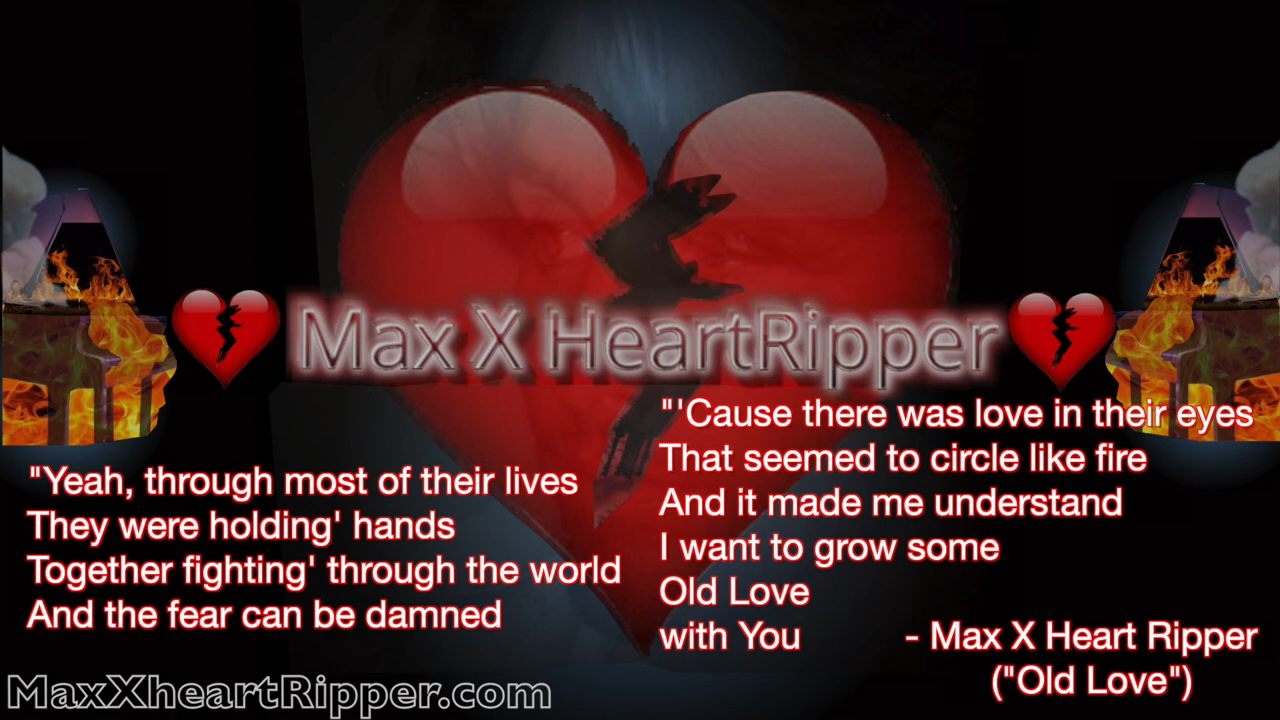 Max X HeartRipper
"Yeah, through most of their lives
They were holding' hands
Together fighting' through the world
And the fear can be damned
"'Cause there was love in their eyes
That seemed to circle like fire
And it made me understand
I want to grow some
Old Love
with You
- Max X Heart Ripper
("Old Love")
MaxXheartRipper.com